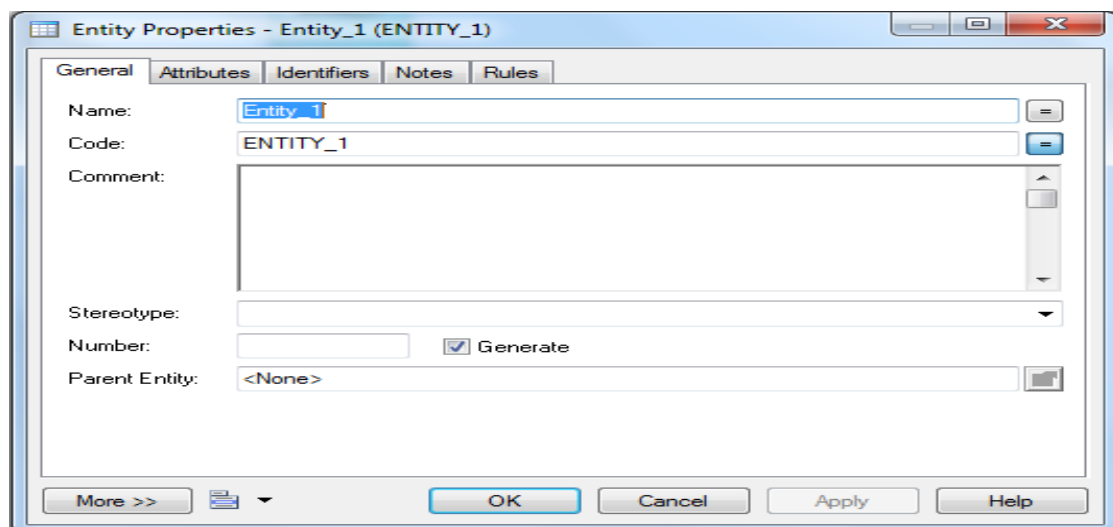 Entity Properties - Entity_1 (ENTITY_1)
General Attributes Identifiers Notes Rules
Name: Entity_1 =
Code: ENTITY_1 =
Comment:
Stereotype:
Number: Generate
Parent Entity: <None>
More >> OK Cancel Apply Help